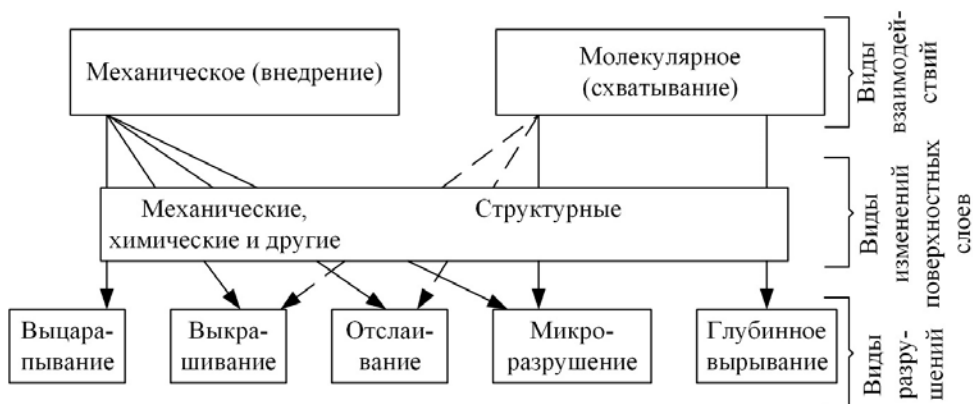 Механическое (внедрение)
Молекулярное
(схватывание)
Виды
взаимодей-
ствий
Механические,
химические и другие
Структурные
Виды
изменений
поверхностных
слоев
Выцара-
пывание
Выкра-
шивание
Отслаи-
вание
Микро-
разрушение
Глубинное
вырывание
Виды
разру-
шений